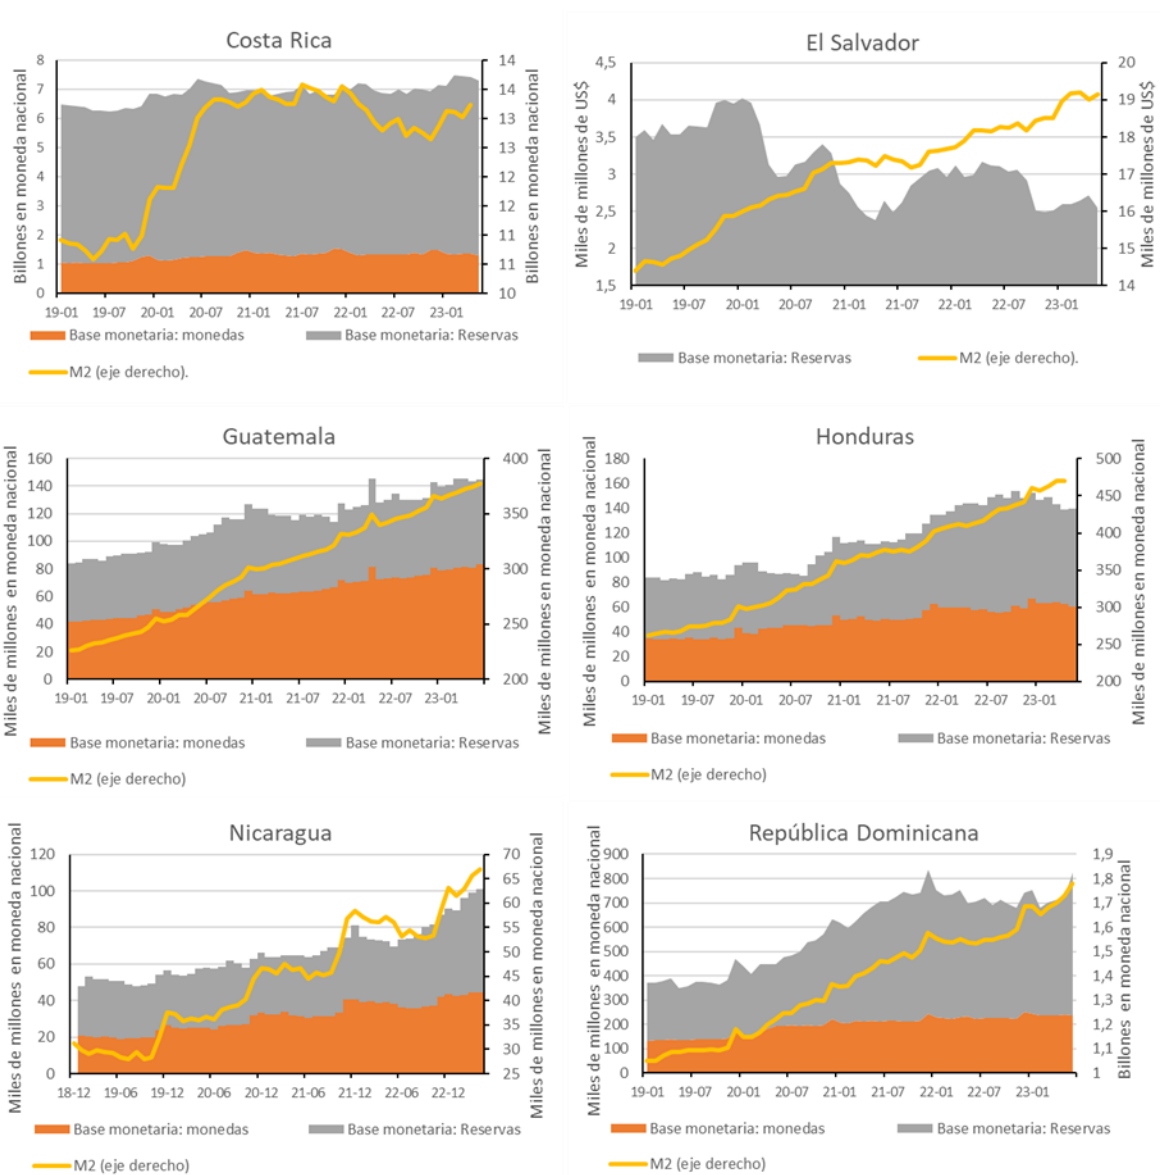 Costa Rica
Billones en moneda nacional
8
7
6
5
4
3
2
1
0
14
14
13
13
12
12
11
11
10
Billones en moneda nacional
19-01 19-07 20-01 20-07 21-01 21-07 22-01 22-07 23-01
Base monetaria: monedas Base monetaria: Reservas
M2 (eje derecho).
El Salvador
Miles de millones de US$
4,5
4
3,5
3
2,5
2
1,5
20
19
18
17
16
15
14
Miles de millones de US$
19-01 19-07 20-01 20-07 21-01 21-07 22-01 22-07 23-01
Base monetaria: Reservas M2 (eje derecho).
Guatemala
Miles de millones en moneda nacional
160
140
120
100
80
60
40
20
0
400
350
300
250
200
Miles de millones en moneda nacional
19-01 19-07 20-01 20-07 21-01 21-07 22-01 22-07 23-01
Base monetaria: monedas Base monetaria: Reservas
M2 (eje derecho)
Honduras
Miles de millones en moneda nacional
180
160
140
120
100
80
60
40
20
0
500
450
400
350
300
250
200
Miles de millones en moneda nacional
19-01 19-07 20-01 20-07 21-01 21-07 22-01 22-07 23-01
Base monetaria: monedas Base monetaria: Reservas
M2 (eje derecho)
Nicaragua
Miles de millones en moneda nacional
120
100
80
60
40
20
0
70
65
60
55
50
45
40
35
30
25
Miles de millones en moneda nacional
18-12 19-06 19-12 20-06 20-12 21-06 21-12 22-06 22-12
Base monetaria: monedas Base monetaria: Reservas
M2 (eje derecho)
República Dominicana
Miles de millones en moneda nacional
900
800
700
600
500
400
300
200
100
0
1,9
1,8
1,7
1,6
1,5
1,4
1,3
1,2
1,1
1
Billones en moneda nacional
19-01 19-07 20-01 20-07 21-01 21-07 22-01 22-07 23-01
Base monetaria: monedas Base monetaria: Reservas
M2 (eje derecho)